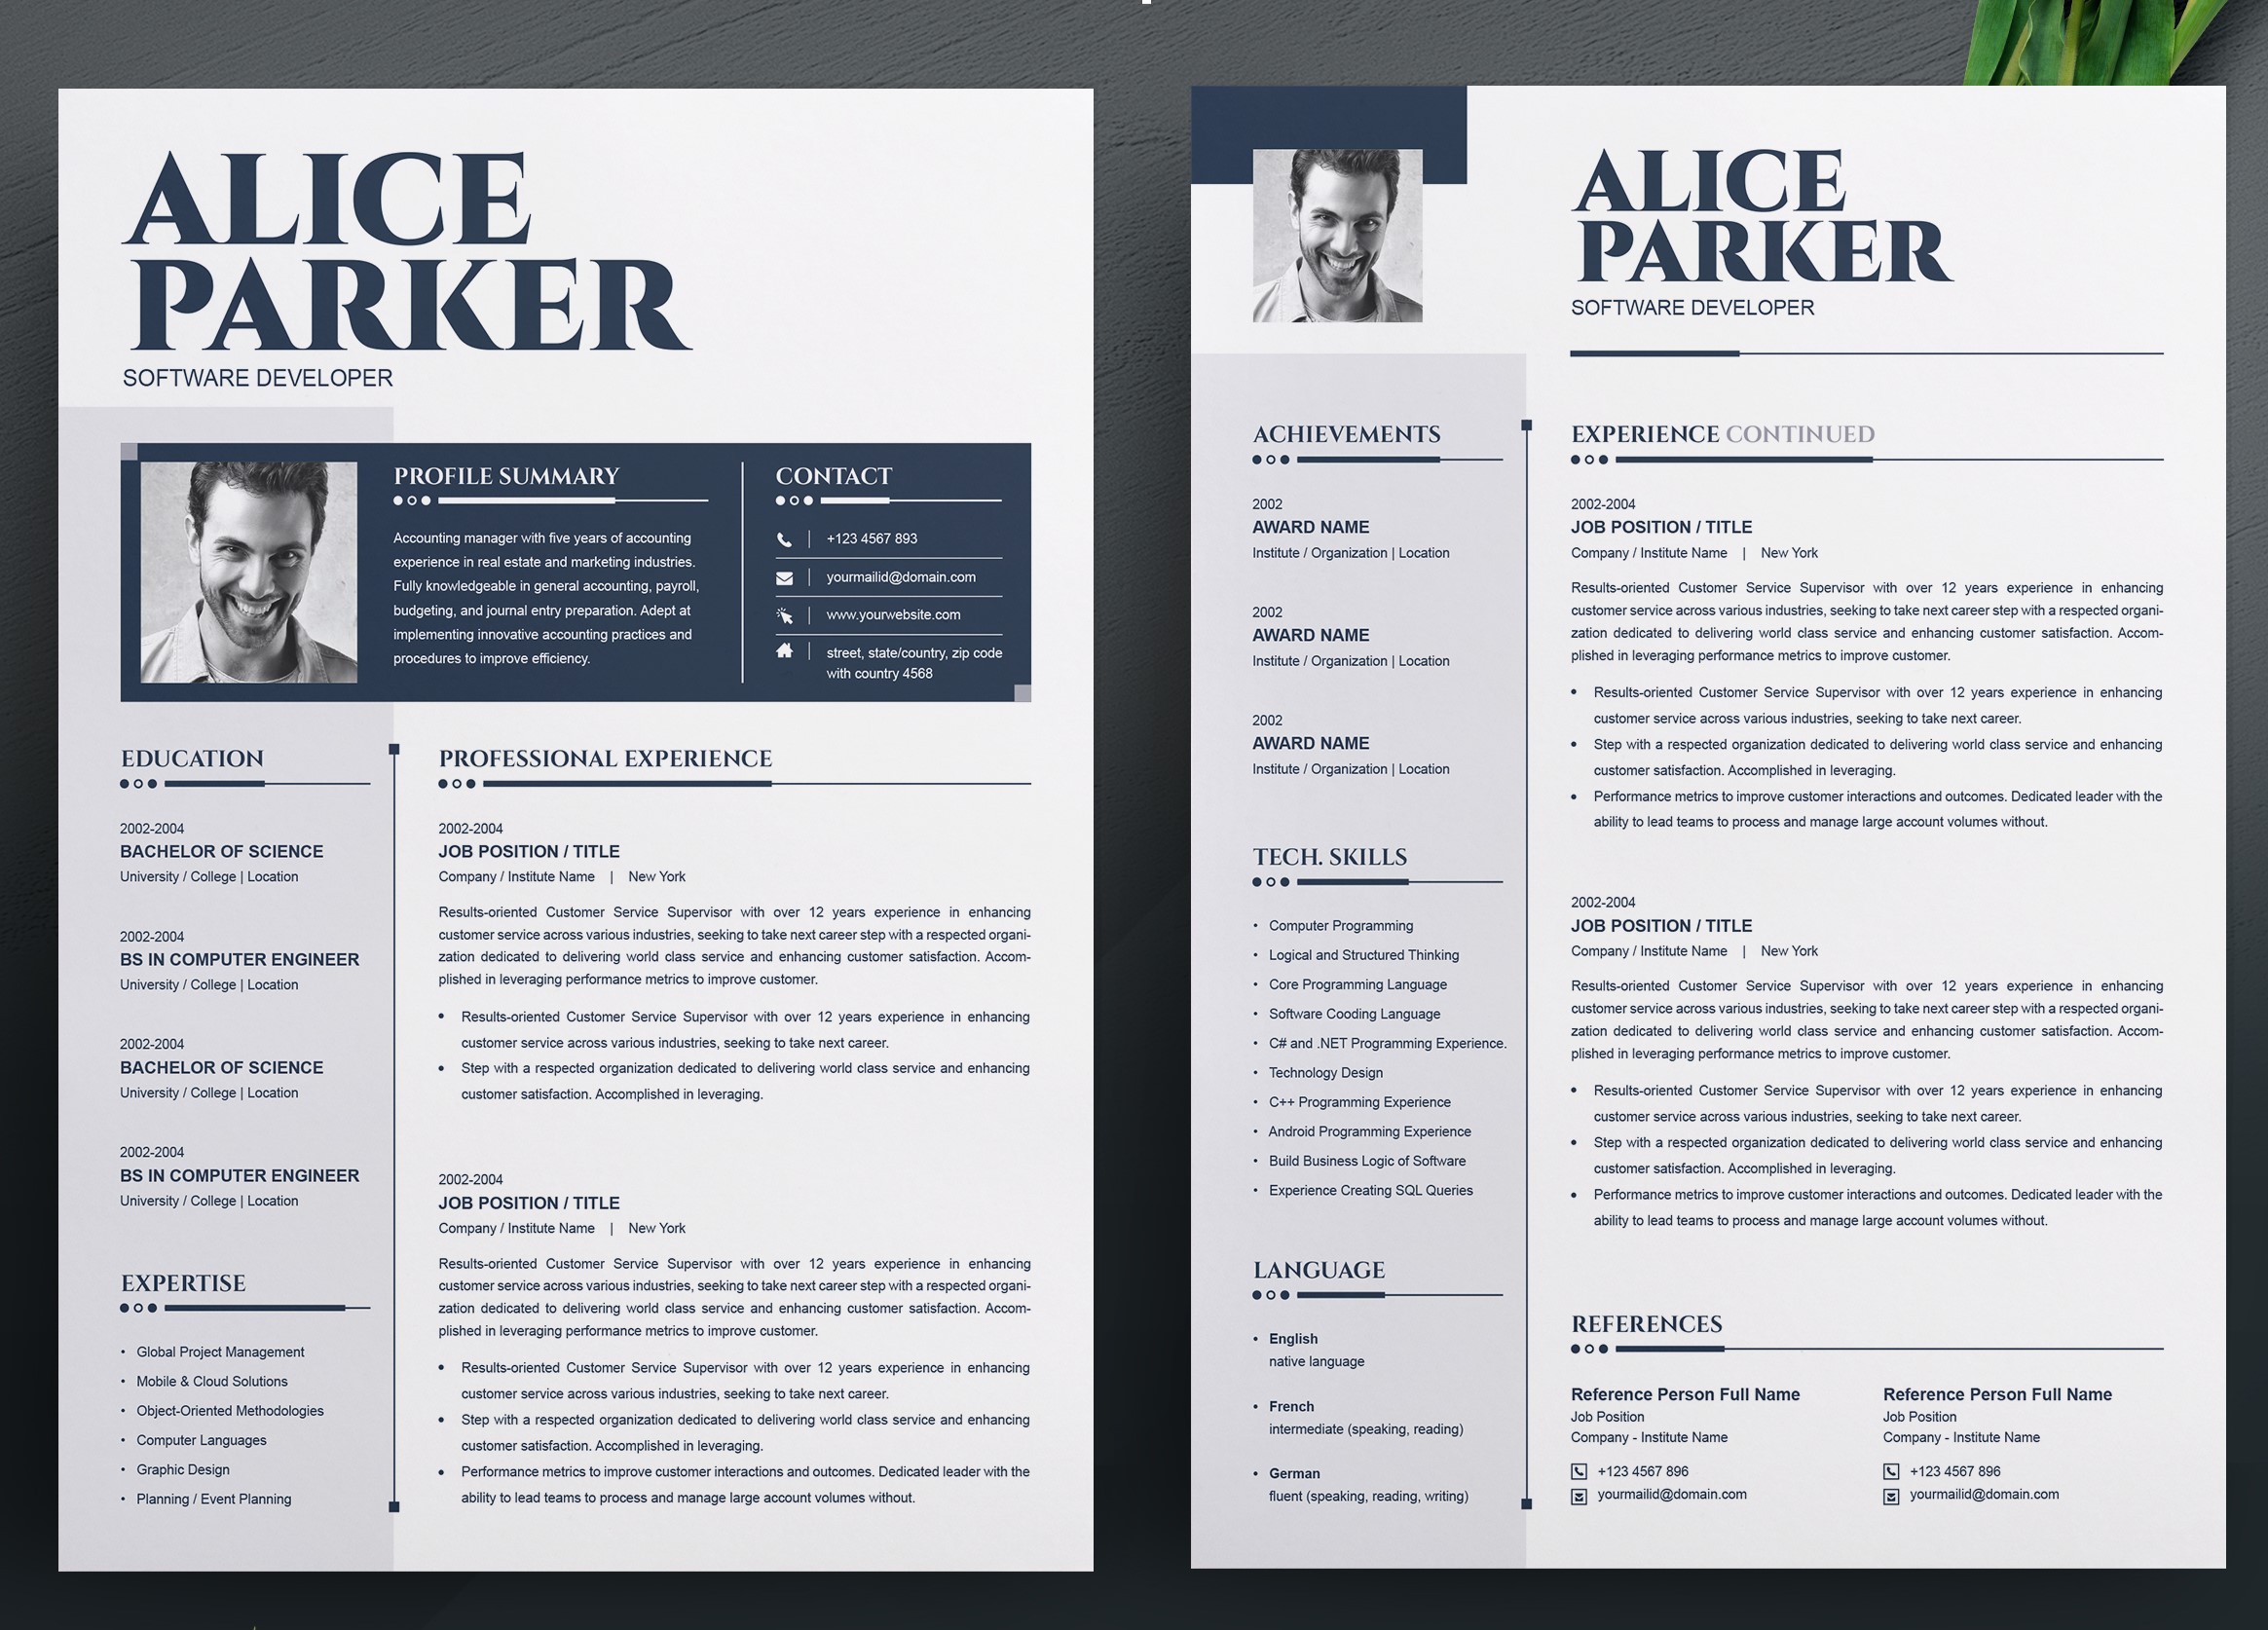 ALICE
PARKER
SOFTWARE DEVELOPER
PROFILE SUMMARY
Accounting manager with five years of accounting
experience in real estate and marketing industries.
Fully knowledgeable in general accounting, payroll,
budgeting, and journal entry preparation. Adept at
implementing innovative accounting practices and
procedures to improve efficiency.
CONTACT
+123 4567 893
yourmailid@domain.com
www.yourwebsite.com
street, state/country, zip code
with country 4568
EDUCATION
2002-2004
BACHELOR OF SCIENCE
University / College | Location
2002-2004
BS IN COMPUTER ENGINEER
University / College | Location
2002-2004
BACHELOR OF SCIENCE
University / College | Location
2002-2004
BS IN COMPUTER ENGINEER
University / College | Location
EXPERTISE
• Global Project Management
• Mobile & Cloud Solutions
• Object-Oriented Methodologies
• Computer Languages
• Graphic Design
• Planning / Event Planning
PROFESSIONAL EXPERIENCE
2002-2004
JOB POSITION / TITLE
Company / Institute Name | New York
Results-oriented Customer Service Supervisor with over 12 years experience in enhancing
customer service across various industries, seeking to take next career step with a respected organi-
zation dedicated to delivering world class service and enhancing customer satisfaction. Accom-
plished in leveraging performance metrics to improve customer.
• Results-oriented Customer Service Supervisor with over 12 years experience in enhancing
customer service across various industries, seeking to take next career.
• Step with a respected organization dedicated to delivering world class service and enhancing
customer satisfaction. Accomplished in leveraging.
2002-2004
JOB POSITION / TITLE
Company / Institute Name | New York
Results-oriented Customer Service Supervisor with over 12 years experience in enhancing
customer service across various industries, seeking to take next career step with a respected organi-
zation dedicated to delivering world class service and enhancing customer satisfaction. Accom-
plished in leveraging performance metrics to improve customer.
• Results-oriented Customer Service Supervisor with over 12 years experience in enhancing
customer service across various industries, seeking to take next career.
• Step with a respected organization dedicated to delivering world class service and enhancing
customer satisfaction. Accomplished in leveraging.
• Performance metrics to improve customer interactions and outcomes. Dedicated leader with the
ability to lead teams to process and manage large account volumes without.
ALICE
PARKER
SOFTWARE DEVELOPER
ACHIEVEMENTS
2002
AWARD NAME
Institute / Organization | Location
2002
AWARD NAME
Institute / Organization | Location
2002
AWARD NAME
Institute / Organization | Location
TECH. SKILLS
• Computer Programming
• Logical and Structured Thinking
• Core Programming Language
• Software Cooding Language
• C# and .NET Programming Experience.
• Technology Design
• C++ Programming Experience
• Android Programming Experience
• Build Business Logic of Software
• Experience Creating SQL Queries
LANGUAGE
• English
native language
• French
intermediate (speaking, reading)
• German
fluent (speaking, reading, writing)
EXPERIENCE CONTINUED
2002-2004
JOB POSITION / TITLE
Company / Institute Name | New York
Results-oriented Customer Service Supervisor with over 12 years experience in enhancing
customer service across various industries, seeking to take next career step with a respected organi-
zation dedicated to delivering world class service and enhancing customer satisfaction. Accom-
plished in leveraging performance metrics to improve customer.
• Results-oriented Customer Service Supervisor with over 12 years experience in enhancing
customer service across various industries, seeking to take next career.
• Step with a respected organization dedicated to delivering world class service and enhancing
customer satisfaction. Accomplished in leveraging.
• Performance metrics to improve customer interactions and outcomes. Dedicated leader with the
ability to lead teams to process and manage large account volumes without.
2002-2004
JOB POSITION / TITLE
Company / Institute Name | New York
Results-oriented Customer Service Supervisor with over 12 years experience in enhancing
customer service across various industries, seeking to take next career step with a respected organi-
zation dedicated to delivering world class service and enhancing customer satisfaction. Accom-
plished in leveraging performance metrics to improve customer.
• Results-oriented Customer Service Supervisor with over 12 years experience in enhancing
customer service across various industries, seeking to take next career.
• Step with a respected organization dedicated to delivering world class service and enhancing
customer satisfaction. Accomplished in leveraging.
• Performance metrics to improve customer interactions and outcomes. Dedicated leader with the
ability to lead teams to process and manage large account volumes without.
REFERENCES
Reference Person Full Name
Job Position
Company - Institute Name
+123 4567 896
yourmailid@domain.com
Reference Person Full Name
Job Position
Company - Institute Name
+123 4567 896
yourmailid@domain.com